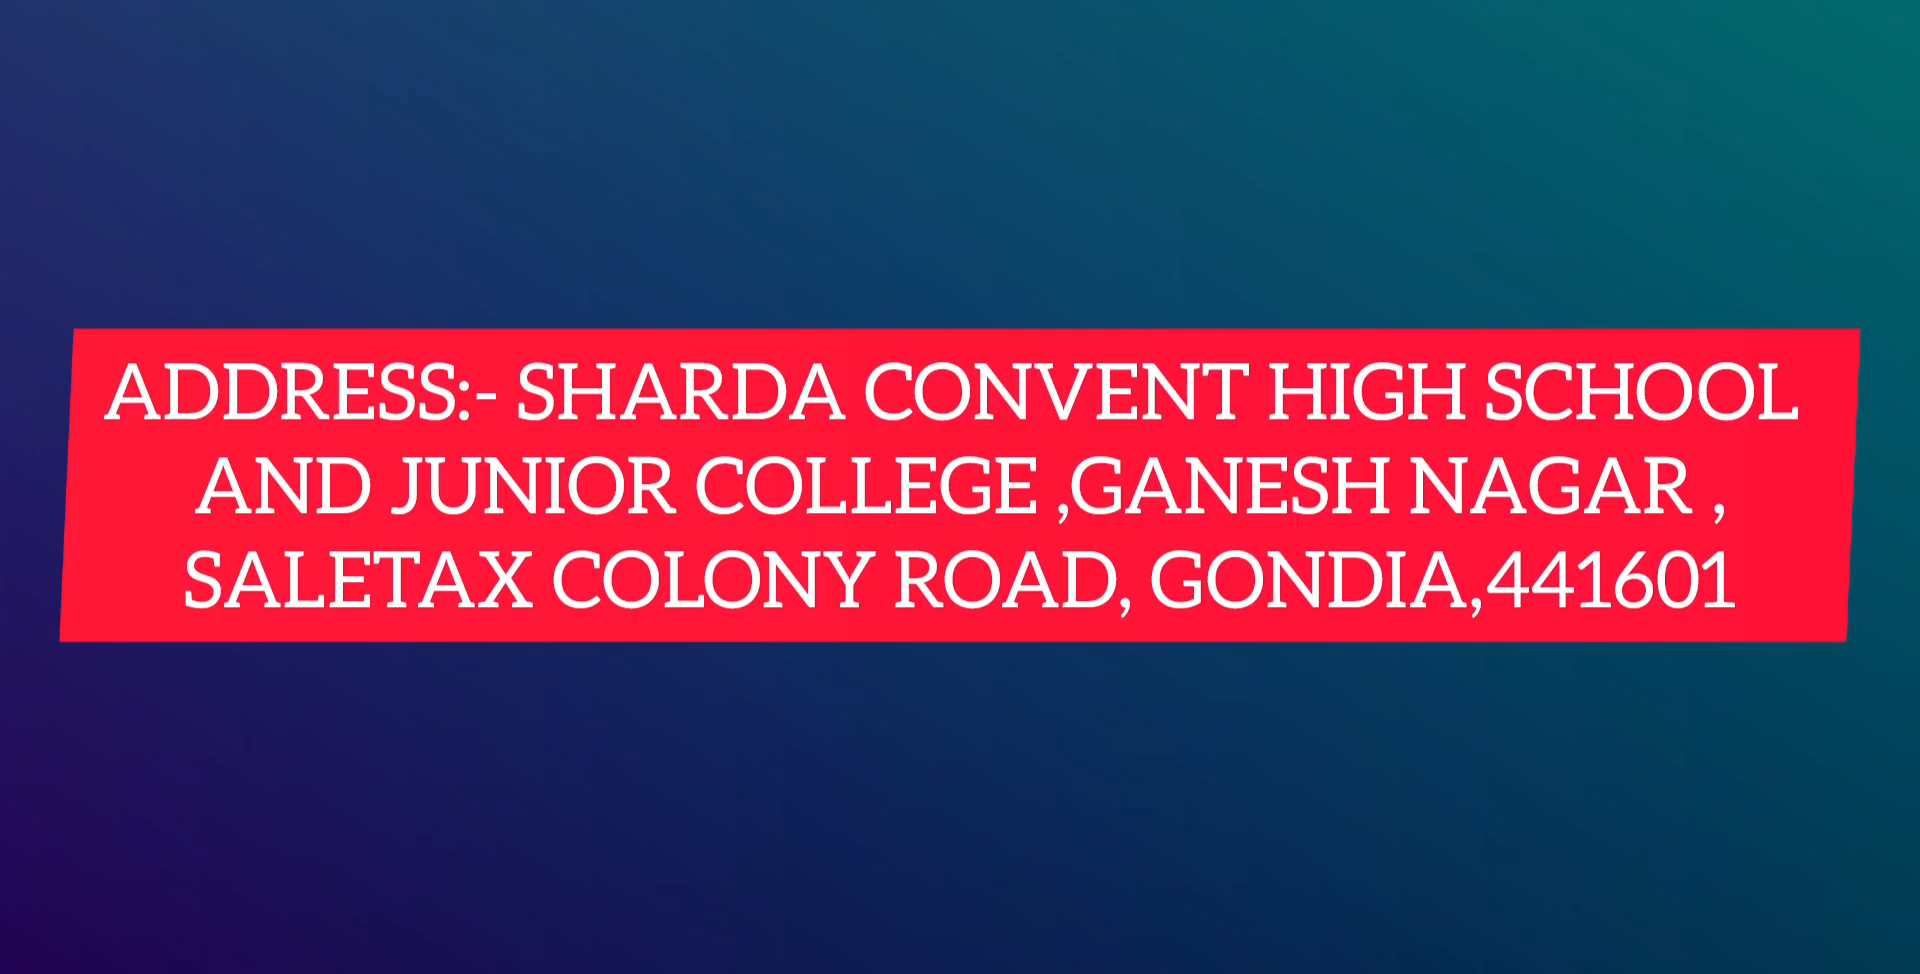 ADDRESS:- SHARDA CONVENT HIGH SCHOOL
AND JUNIOR COLLEGE ,GANESH NAGAR ,
SALETAX COLONY ROAD, GONDIA,441601